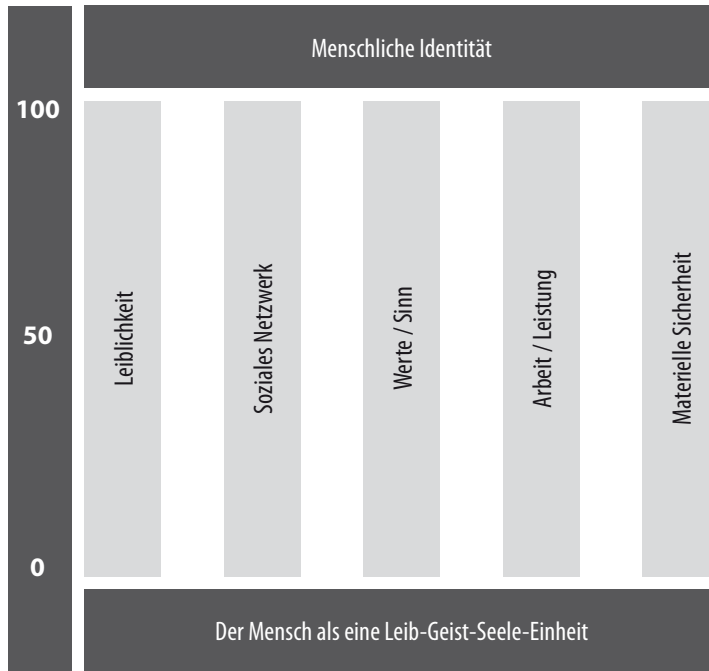 Menschliche Identität
100
50
0
Leiblichkeit
Soziales Netzwerk
Werte / Sinn
Arbeit / Leistung
Materielle Sicherheit
Der Mensch als eine Leib-Geist-Seele-Einheit